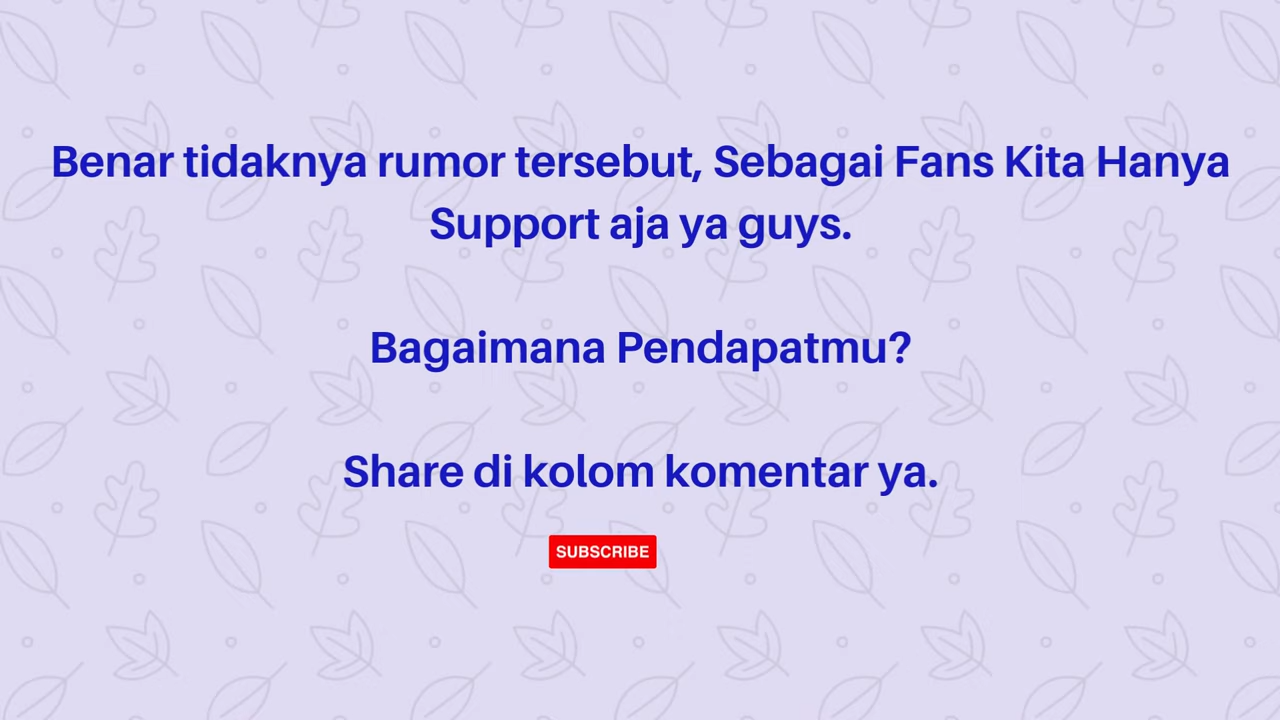 Benar tidaknya rumor tersebut, Sebagai Fans Kita Hanya
Support aja ya guys.
Bagaimana Pendapatmu?
Share di kolom komentar ya.
SUBSCRIBE